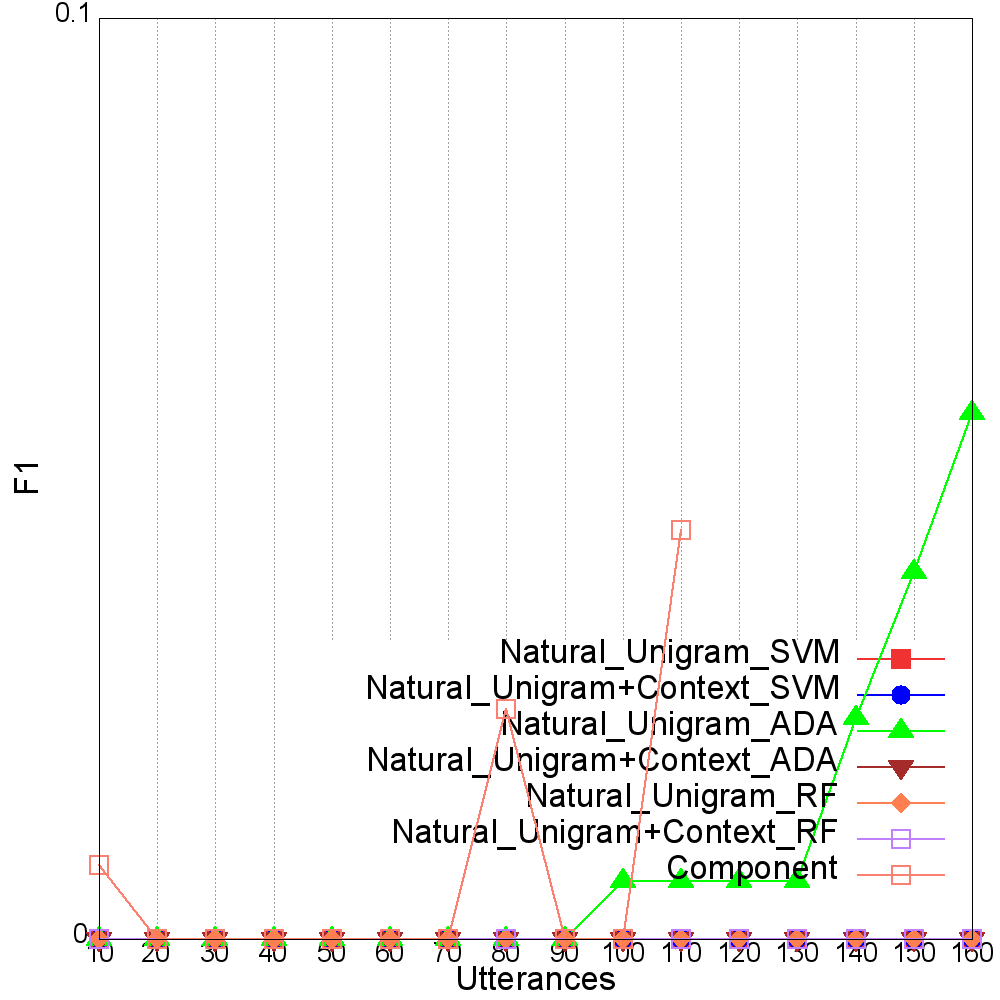 0.1
F1
Natural_Unigram_SVM
Natural_Unigram+Context_SVM
Natural_Unigram_ADA
Natural_Unigram+Context_ADA
Natural_Unigram_RF
Natural_Unigram+Context_RF
Component
0
10 20 30 40 50 60 70 80 90 100 110 120 130 140 150 160
Utterances